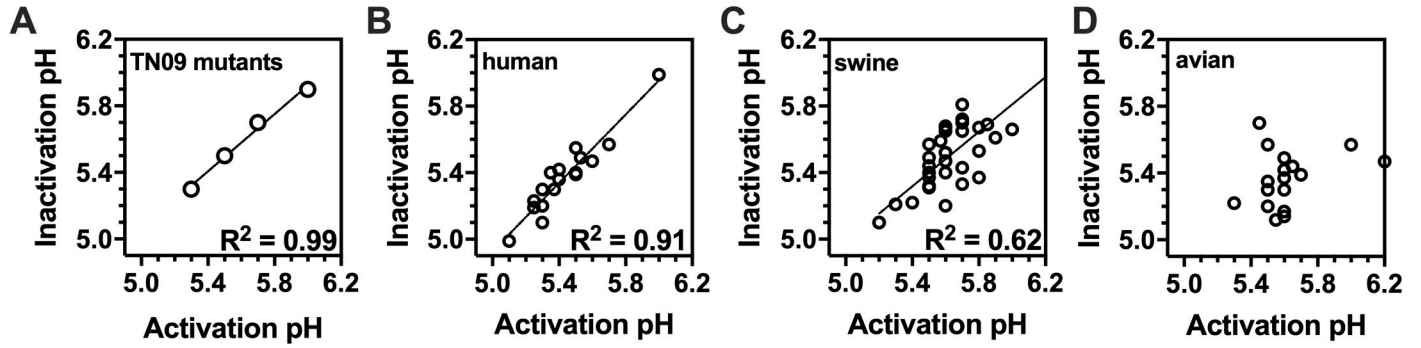 A
Inactivation pH
6.2
5.8
5.4
5.0
TN09 mutants
R² = 0.99
5.0 5.4 5.8 6.2
Activation pH
B
Inactivation pH
6.2
5.8
5.4
5.0
human
R² = 0.91
5.0 5.4 5.8 6.2
Activation pH
C
Inactivation pH
6.2
5.8
5.4
5.0
swine
R² = 0.62
5.0 5.4 5.8 6.2
Activation pH
D
Inactivation pH
6.2
5.8
5.4
5.0
avian
5.0 5.4 5.8 6.2
Activation pH